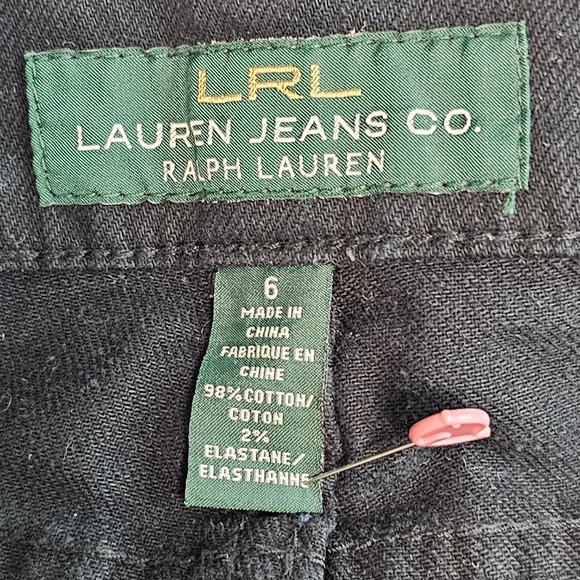 LRL
LAUREN JEANS CO.
RALPH LAUREN
6
MADE IN
CHINA
FABRIQUE EN
CHINE
98% COTTON/
COTON
2%
ELASTANE/
ELASTHANNE